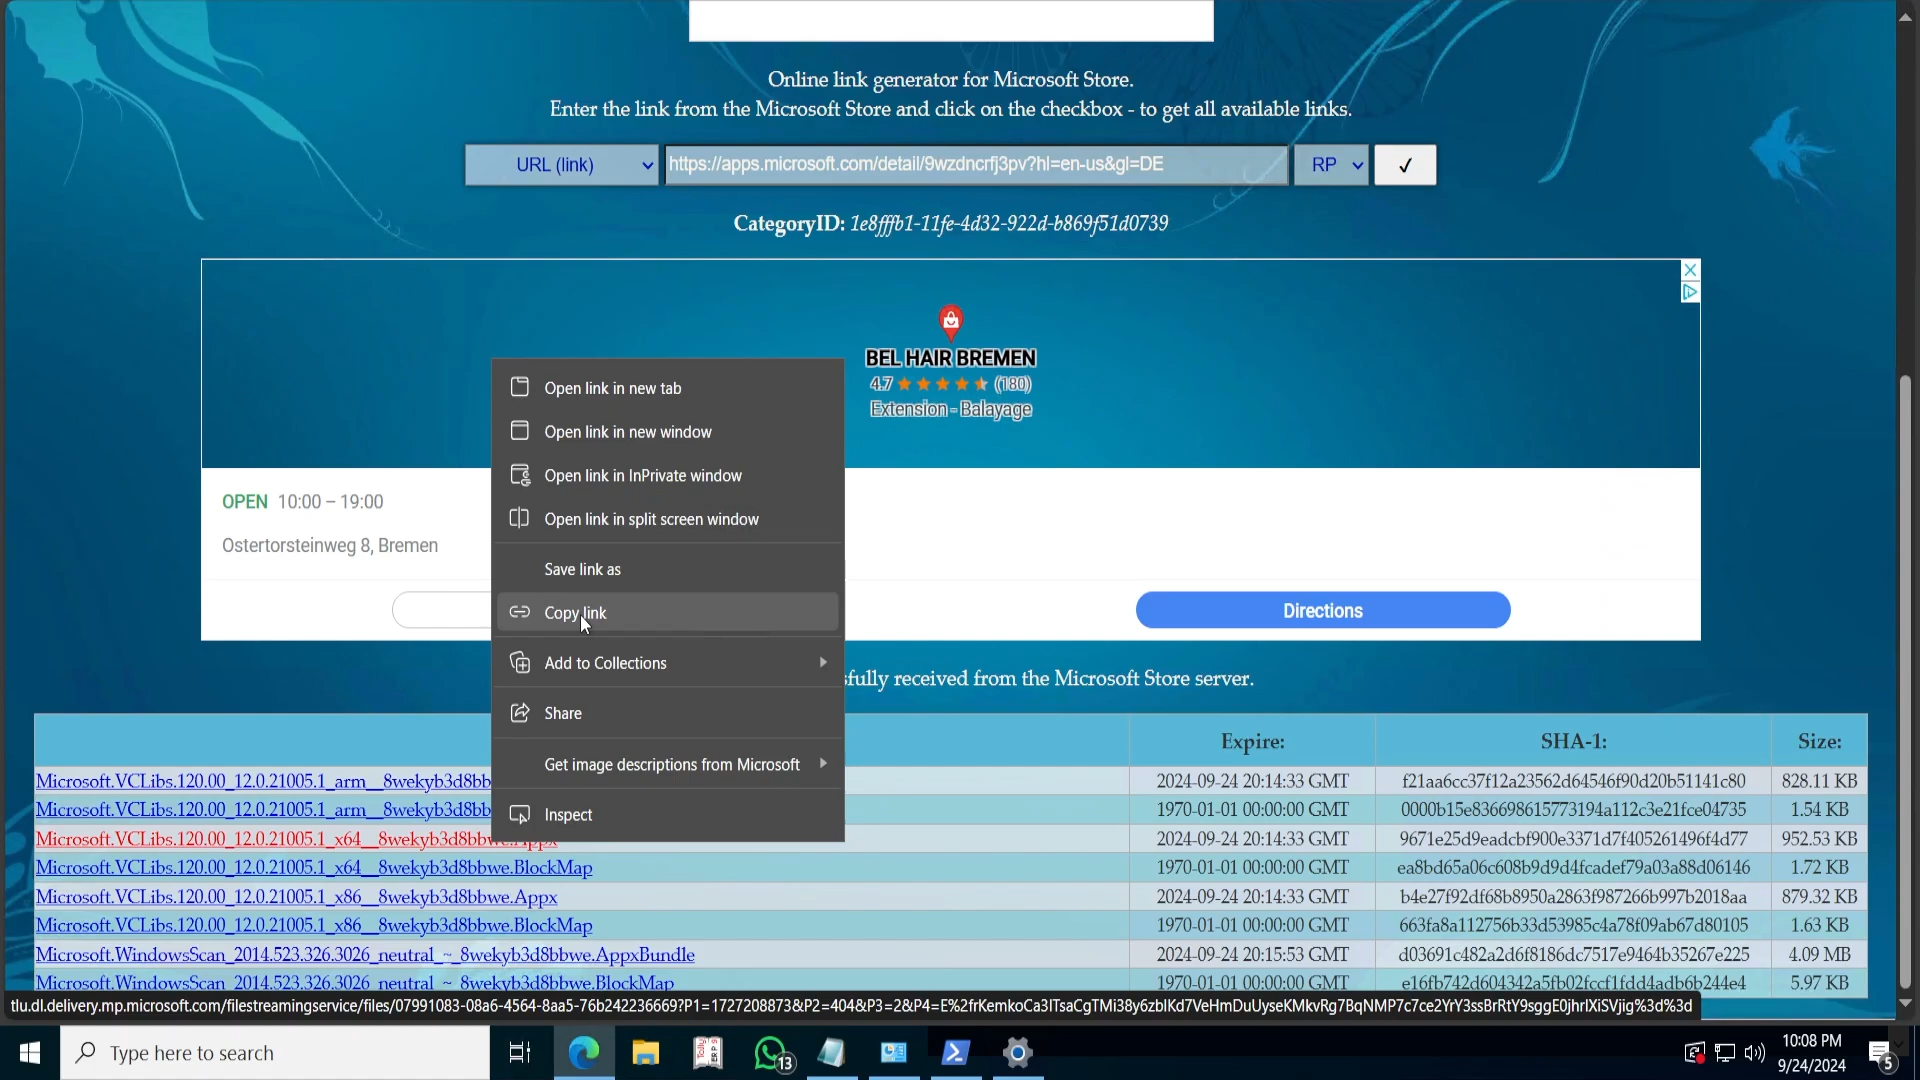 Online link generator for Microsoft Store.
Enter the link from the Microsoft Store and click on the checkbox - to get all available links.
URL (link) https://apps.microsoft.com/detail/9wzdncrfj3pv?hl=en-us&gl=DE RP ✓
CategoryID: 1e8fffb1-11fe-4d32-922d-b869f51d0739
BEL HAIR BREMEN
4.7 (180)
Extension - Balayage
OPEN 10:00 – 19:00
Ostertorsteinweg 8, Bremen
Directions
Open link in new tab
Open link in new window
Open link in InPrivate window
Open link in split screen window
Save link as
Copy link
Add to Collections
Share
Get image descriptions from Microsoft
Inspect
sfully received from the Microsoft Store server.
Expire: SHA-1: Size:
Microsoft.VCLibs.120.00_12.0.21005.1_arm__8wekyb3d8bb 2024-09-24 20:14:33 GMT f21aa6cc37f12a23562d64546f90d20b51141c80 828.11 KB
Microsoft.VCLibs.120.00_12.0.21005.1_arm__8wekyb3d8bb 1970-01-01 00:00:00 GMT 0000b15e836698615773194a112c3e21fce04735 1.54 KB
Microsoft.VCLibs.120.00_12.0.21005.1_x64__8wekyb3d8bbwe.Appx 2024-09-24 20:14:33 GMT 9671e25d9eadcbf900e3371d7f405261496f4d77 952.53 KB
Microsoft.VCLibs.120.00_12.0.21005.1_x64__8wekyb3d8bbwe.BlockMap 1970-01-01 00:00:00 GMT ea8bd65a06c608b9d9d4fcadef79a03a88d06146 1.72 KB
Microsoft.VCLibs.120.00_12.0.21005.1_x86__8wekyb3d8bbwe.Appx 2024-09-24 20:14:33 GMT b4e27f92df68b8950a2863f987266b997b2018aa 879.32 KB
Microsoft.VCLibs.120.00_12.0.21005.1_x86__8wekyb3d8bbwe.BlockMap 1970-01-01 00:00:00 GMT 663fa8a112756b33d53985c4a78f09ab67d80105 1.63 KB
Microsoft.WindowsScan_2014.523.326.3026_neutral_~_8wekyb3d8bbwe.AppxBundle 2024-09-24 20:15:53 GMT d03691c482a2d6f8186dc7517e9464b35267e225 4.09 MB
Microsoft.WindowsScan_2014.523.326.3026_neutral_~_8wekyb3d8bbwe.BlockMap 1970-01-01 00:00:00 GMT e16fb742d604342a5fb02fccf1fdd4adb6b244e4 5.97 KB
tlu.dl.delivery.mp.microsoft.com/filestreamingservice/files/07991083-08a6-4564-8aa5-76b242236669?P1=1727208873&P2=404&P3=2&P4=E%2frKemkoCa3ITsaCgTMi38y6zblKd7VeHmDuUyseKMkvRg7BqNMP7c7ce2YrY3ssBrRtY9sggE0jhrlXiSVjig%3d%3d
Type here to search
Tally
ERP 9
13
10:08 PM
9/24/2024
5